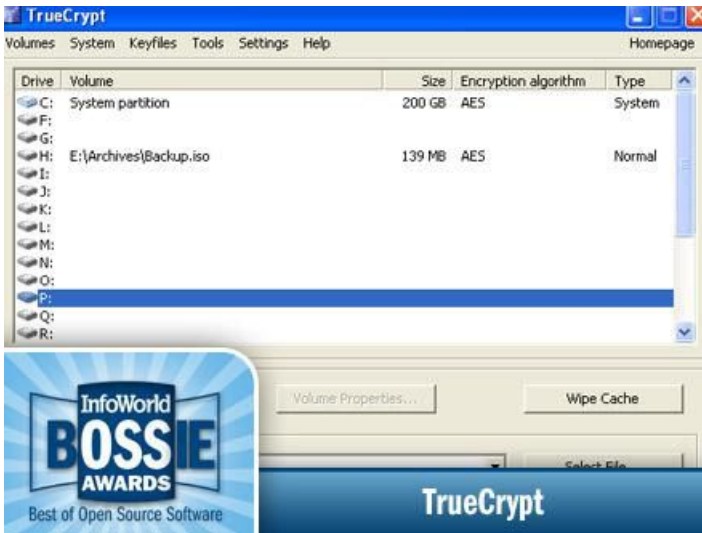 TrueCrypt
Volumes System Keyfiles Tools Settings Help Homepage
Drive Volume Size Encryption algorithm Type
C: System partition 200 GB AES System
F:
G:
H: E:\Archives\Backup.iso 139 MB AES Normal
I:
J:
K:
L:
M:
N:
O:
P:
Q:
R:
Volume Properties... Wipe Cache
Select File
InfoWorld
BOSSIE
AWARDS
Best of Open Source Software
TrueCrypt